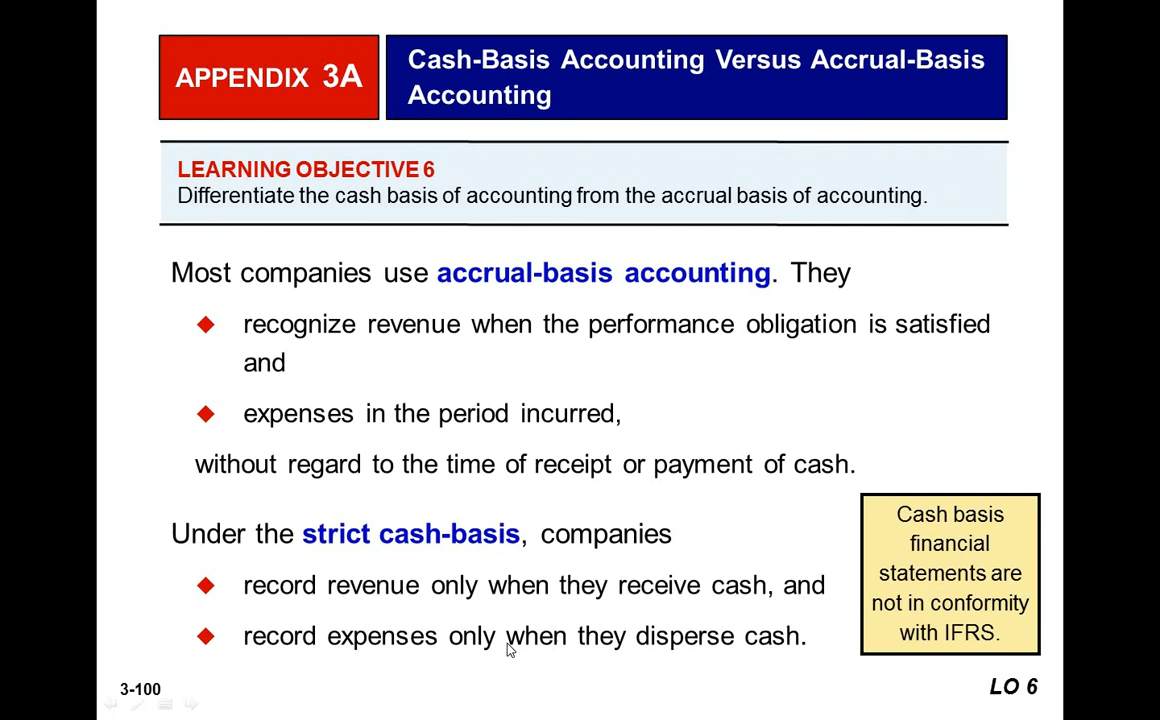 APPENDIX 3A
Cash-Basis Accounting Versus Accrual-Basis
Accounting
LEARNING OBJECTIVE 6
Differentiate the cash basis of accounting from the accrual basis of accounting.
Most companies use accrual-basis accounting. They
recognize revenue when the performance obligation is satisfied
and
expenses in the period incurred,
without regard to the time of receipt or payment of cash.
Under the strict cash-basis, companies
record revenue only when they receive cash, and
record expenses only when they disperse cash.
Cash basis
financial
statements are
not in conformity
with IFRS.
3-100
LO 6